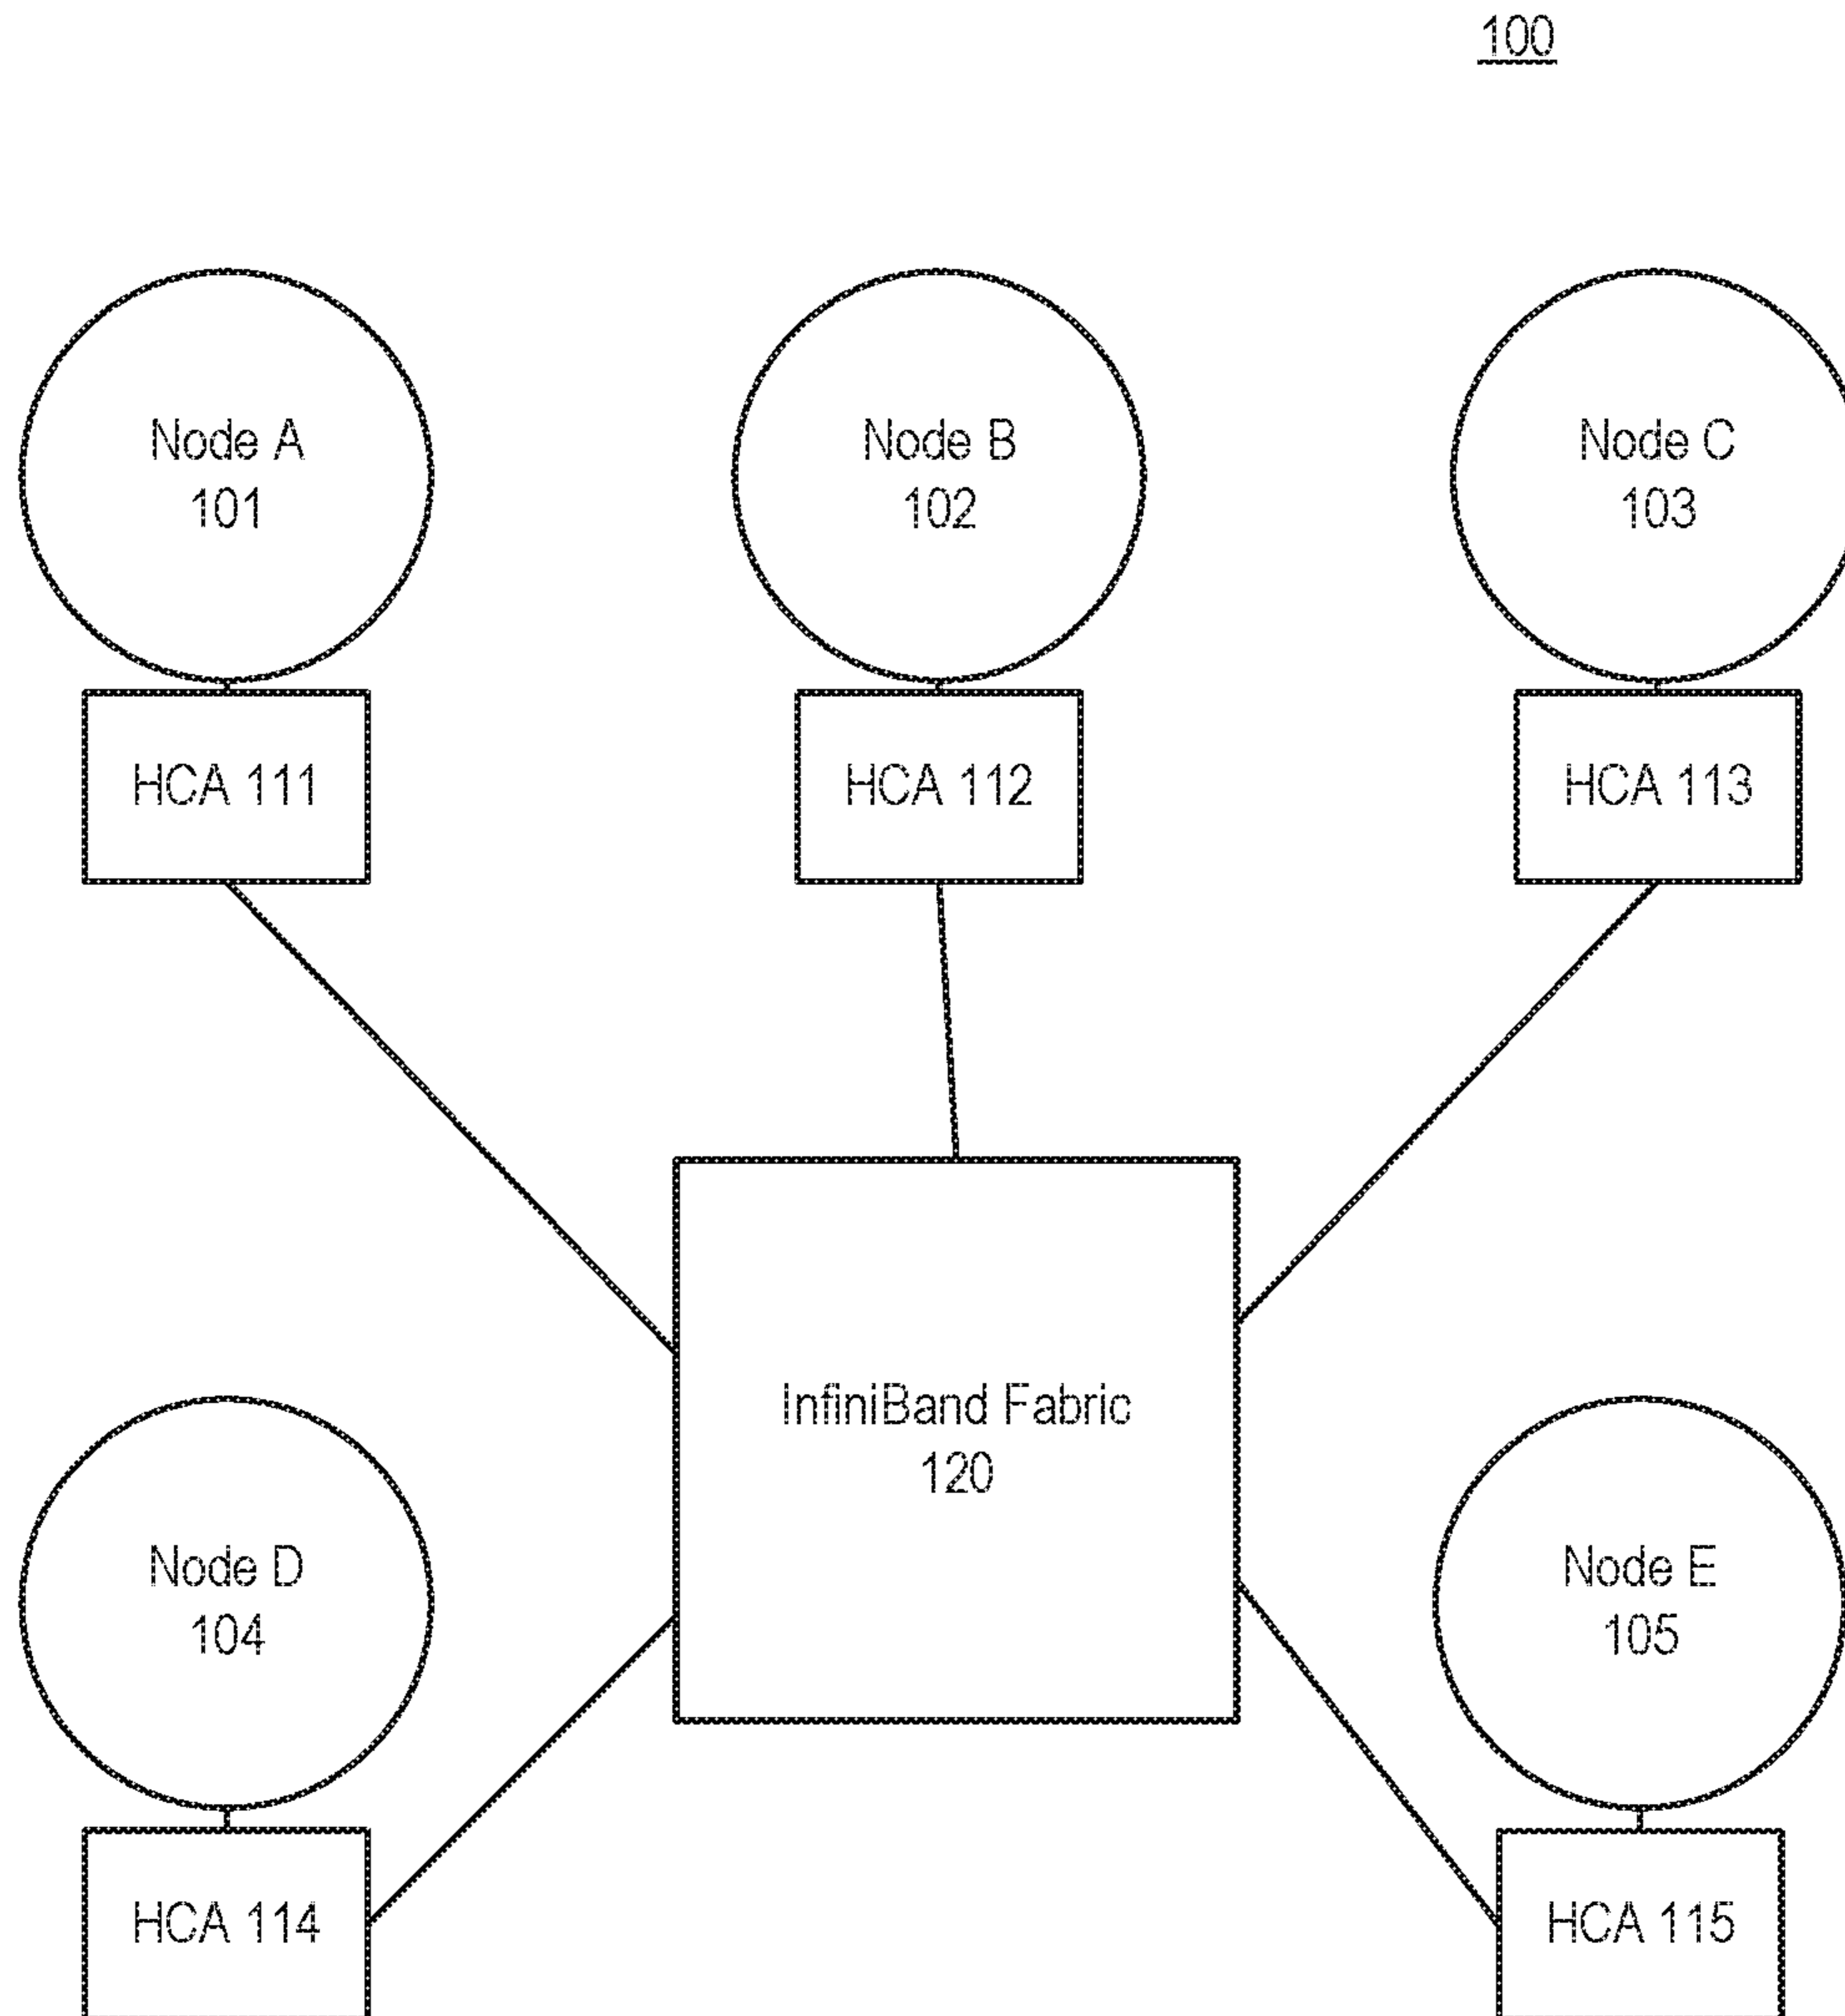 100
Node A
101
Node B
102
Node C
103
HCA 111
HCA 112
HCA 113
InfiniBand Fabric
120
Node D
104
Node E
105
HCA 114
HCA 115